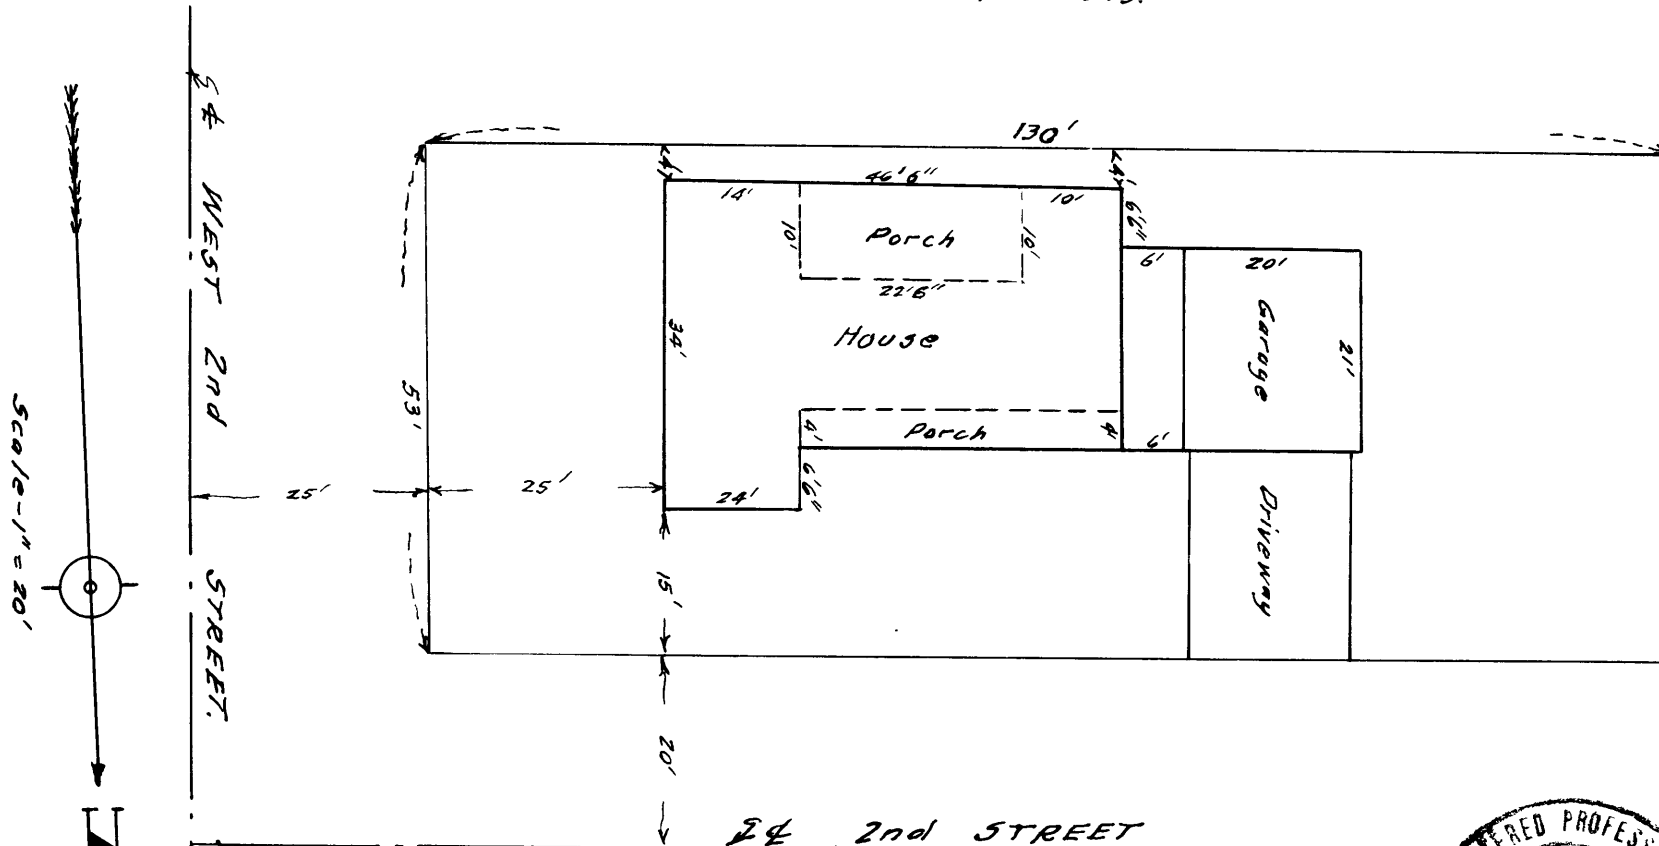 130'
4'
4'
46'6"
14'
10'
6'6"
10'
Porch
10'
22'6"
6'
20'
House
34'
Garage
21'
53'
4'
Porch
4'
6'
6'6"
24'
25'
25'
Driveway
15'
20'
WEST 2nd STREET.
Scale-1"=20'
N
2nd STREET
ERED PROFESS